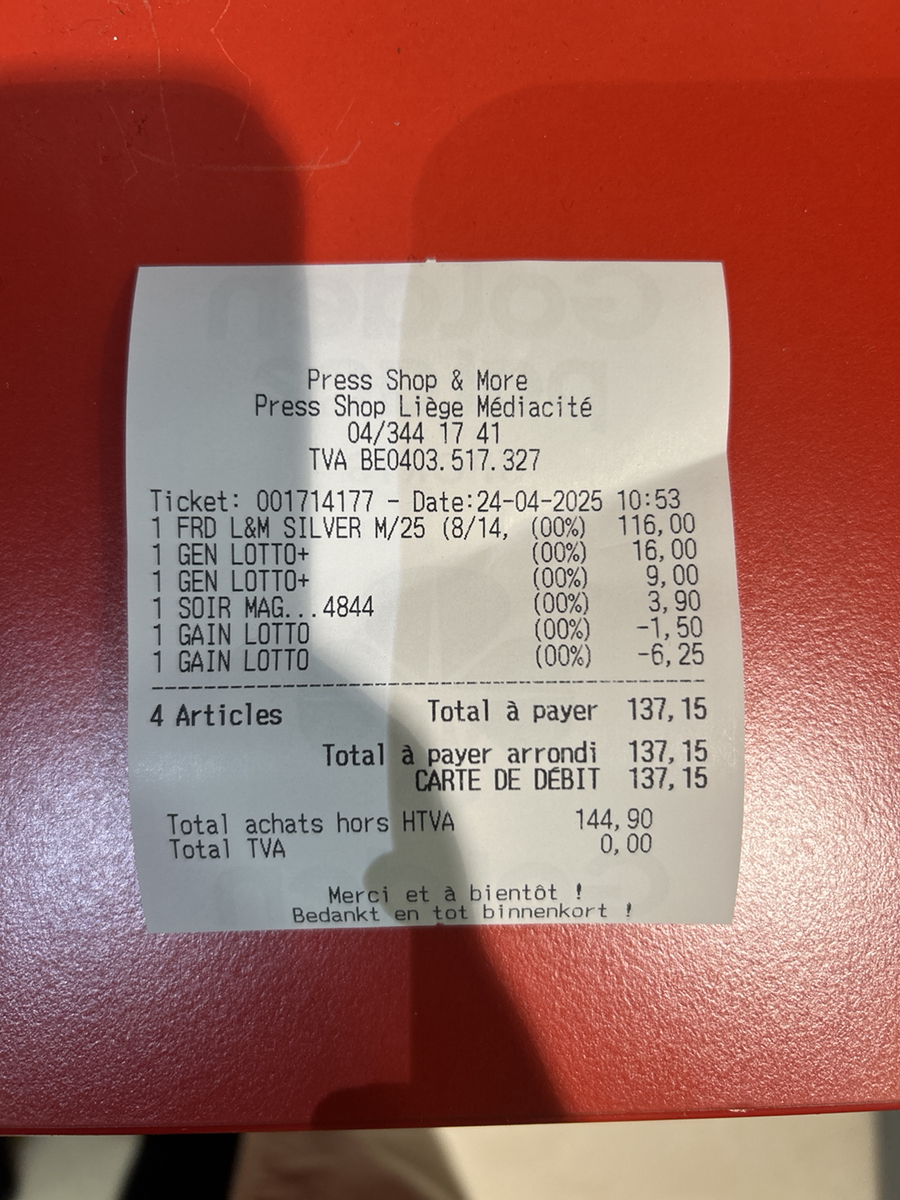 Press Shop & More
Press Shop Liège Médiacité
04/344 17 41
TVA BE0403.517.327
Ticket: 001714177 - Date:24-04-2025 10:53
1 FRD L&M SILVER M/25 (8/14, (00%) 116,00
1 GEN LOTTO+ (00%) 16,00
1 GEN LOTTO+ (00%) 9,00
1 SOIR MAG...4844 (00%) 3,90
1 GAIN LOTTO (00%) -1,50
1 GAIN LOTTO (00%) -6,25
4 Articles Total à payer 137,15
Total à payer arrondi 137,15
CARTE DE DÉBIT 137,15
Total achats hors HTVA 144,90
Total TVA 0,00
Merci et à bientôt !
Bedankt en tot binnenkort !